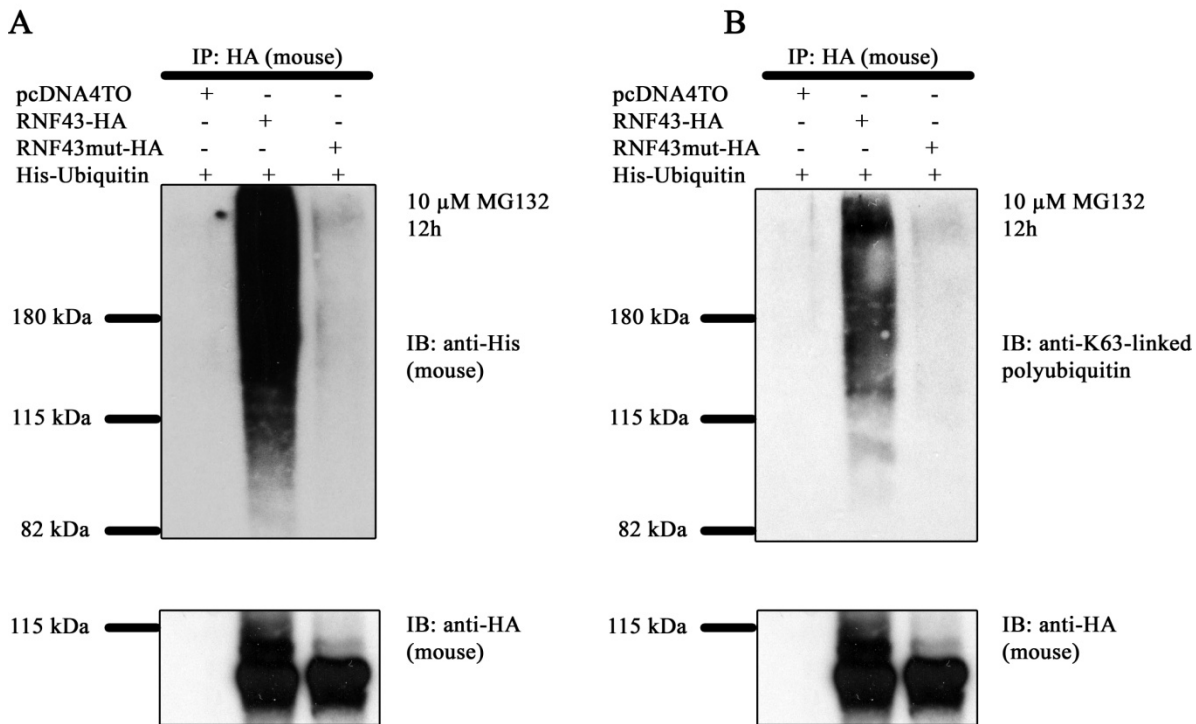 A
IP: HA (mouse)
pcDNA4TO + - -
RNF43-HA - + -
RNF43mut-HA - - +
His-Ubiquitin + + +
10 µM MG132
12h
180 kDa
IB: anti-His
(mouse)
115 kDa
82 kDa
115 kDa
IB: anti-HA
(mouse)
B
IP: HA (mouse)
pcDNA4TO + - -
RNF43-HA - + -
RNF43mut-HA - - +
His-Ubiquitin + + +
10 µM MG132
12h
180 kDa
IB: anti-K63-linked
polyubiquitin
115 kDa
82 kDa
115 kDa
IB: anti-HA
(mouse)